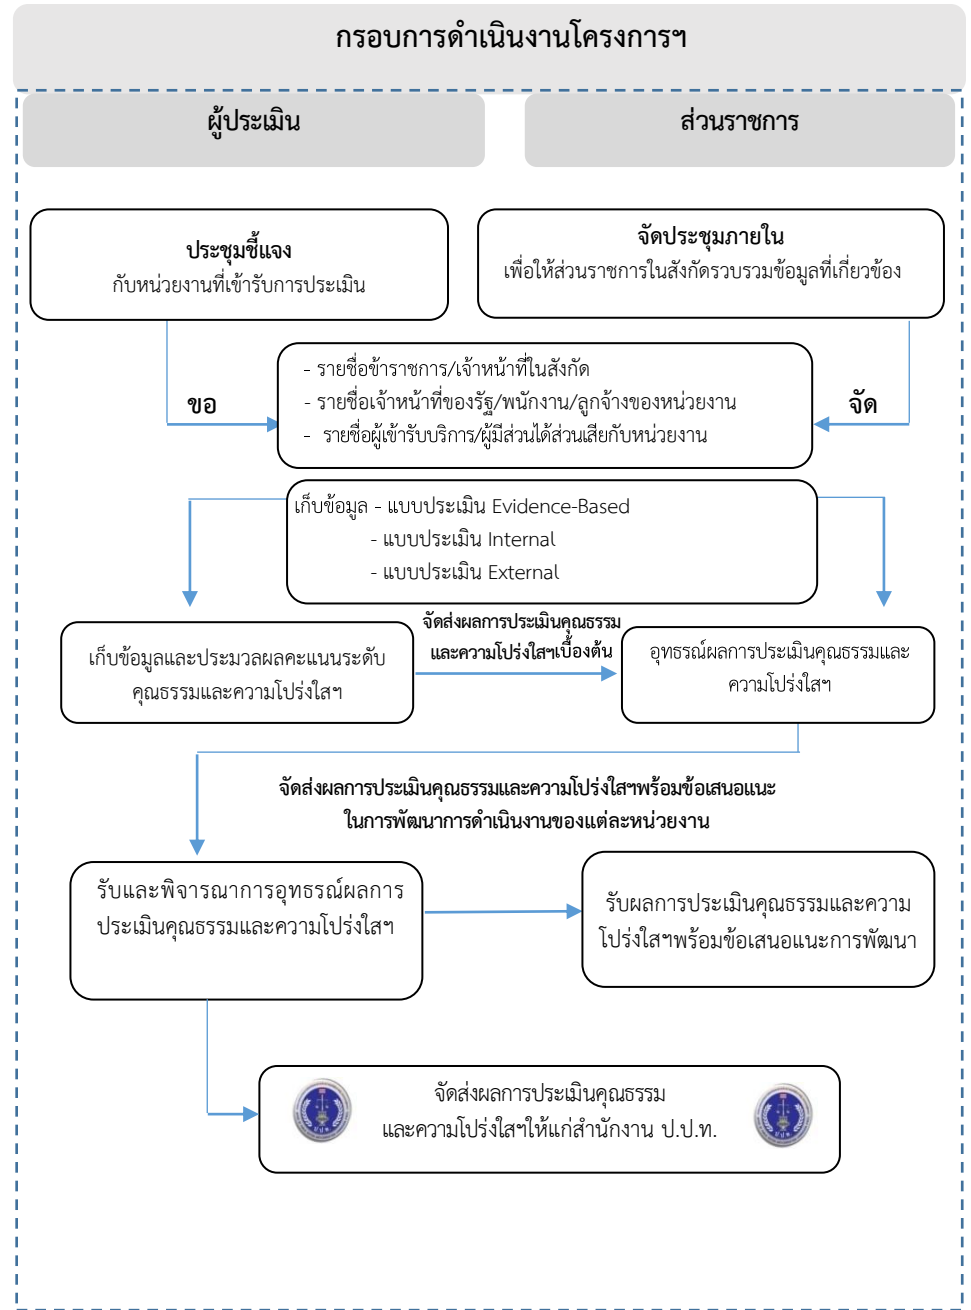 กรอบการดำเนินงานโครงการฯ
ผู้ประเมิน
ส่วนราชการ
ประชุมชี้แจง
กับหน่วยงานที่เข้ารับการประเมิน
จัดประชุมภายใน
เพื่อให้ส่วนราชการในสังกัดรวบรวมข้อมูลที่เกี่ยวข้อง
ขอ
- รายชื่อข้าราชการ/เจ้าหน้าที่ในสังกัด
- รายชื่อเจ้าหน้าที่ของรัฐ/พนักงาน/ลูกจ้างของหน่วยงาน
- รายชื่อผู้เข้ารับบริการ/ผู้มีส่วนได้ส่วนเสียกับหน่วยงาน
จัด
เก็บข้อมูล - แบบประเมิน Evidence-Based
- แบบประเมิน Internal
- แบบประเมิน External
เก็บข้อมูลและประมวลผลคะแนนระดับ
คุณธรรมและความโปร่งใสฯ
จัดส่งผลการประเมินคุณธรรม
และความโปร่งใสฯเบื้องต้น
อุทธรณ์ผลการประเมินคุณธรรมและ
ความโปร่งใสฯ
จัดส่งผลการประเมินคุณธรรมและความโปร่งใสฯพร้อมข้อเสนอแนะ
ในการพัฒนาการดำเนินงานของแต่ละหน่วยงาน
รับและพิจารณาการอุทธรณ์ผลการ
ประเมินคุณธรรมและความโปร่งใสฯ
รับผลการประเมินคุณธรรมและความ
โปร่งใสฯพร้อมข้อเสนอแนะการพัฒนา
จัดส่งผลการประเมินคุณธรรม
และความโปร่งใสฯให้แก่สำนักงาน ป.ป.ท.